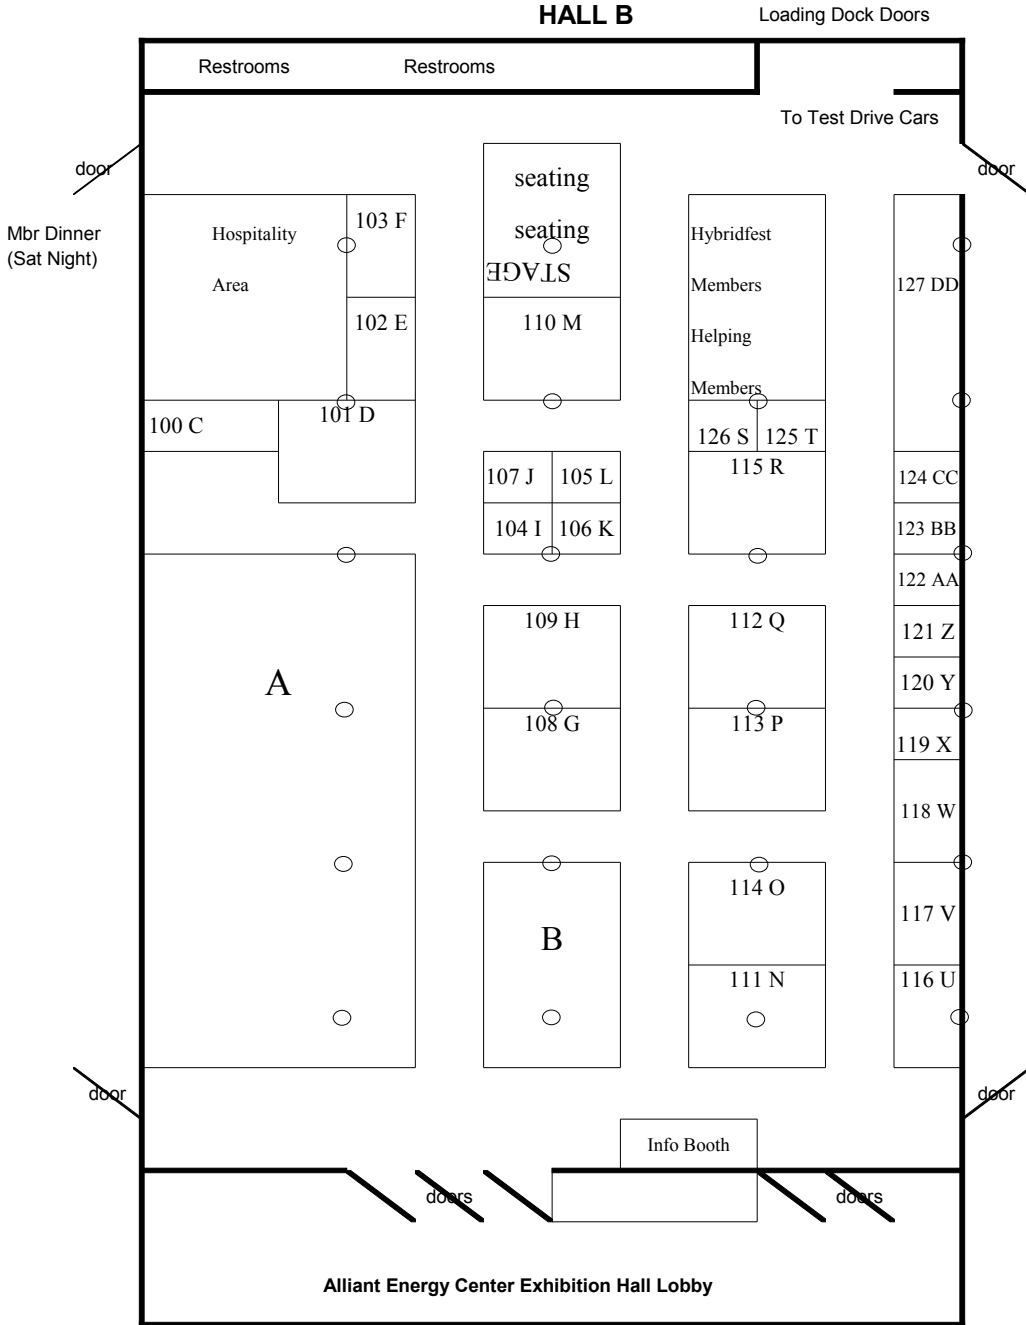 HALL B
Loading Dock Doors
Restrooms
Restrooms
To Test Drive Cars
door
door
seating
103 F
Mbr Dinner
(Sat Night)
Hospitality
Area
seating
STAGE
Hybridfest
Members
Helping
Members
127 DD
102 E
110 M
100 C
101 D
126 S
125 T
107 J
105 L
115 R
124 CC
104 I
106 K
123 BB
122 AA
109 H
112 Q
121 Z
A
120 Y
108 G
113 P
119 X
118 W
114 O
117 V
B
111 N
116 U
door
door
Info Booth
doors
doors
Alliant Energy Center Exhibition Hall Lobby